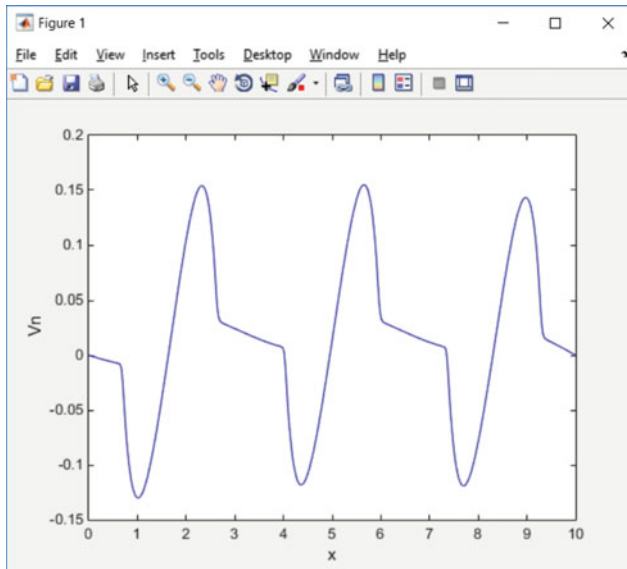 Figure 1
File Edit View Insert Tools Desktop Window Help
0.2
0.15
0.1
0.05
0
-0.05
-0.1
-0.15
Vn
0 1 2 3 4 5 6 7 8 9 10
x